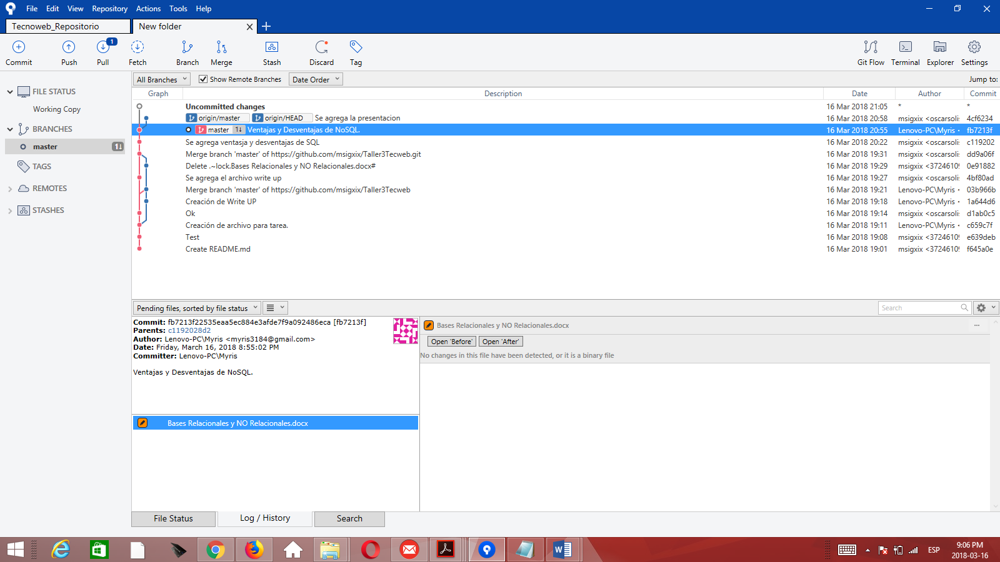 File Edit View Repository Actions Tools Help
Tecnoweb_Repositorio New folder
1
Commit Push Pull Fetch Branch Merge Stash Discard Tag Git Flow Terminal Explorer Settings
All Branches Show Remote Branches Date Order Jump to:
FILE STATUS
Working Copy
BRANCHES
master 1↓
TAGS
REMOTES
STASHES
Graph Description Date Author Commit
Uncommitted changes 16 Mar 2018 21:05 * *
origin/master origin/HEAD Se agrega la presentacion 16 Mar 2018 20:58 msigxix <oscarsolis 4cf6234
master 1↓ Ventajas y Desventajas de NoSQL. 16 Mar 2018 20:55 Lenovo-PC\Myris < fb7213f
Se agrega ventasja y desventajas de SQL 16 Mar 2018 20:22 msigxix <oscarsolis c119202
Merge branch 'master' of https://github.com/msigxix/Taller3Tecweb.git 16 Mar 2018 19:31 msigxix <oscarsolis dd9a06f
Delete .~lock.Bases Relacionales y NO Relacionales.docx# 16 Mar 2018 19:29 msigxix <37246109 0e91882
Se agrega el archivo write up 16 Mar 2018 19:27 msigxix <oscarsolis 4bf80ad
Merge branch 'master' of https://github.com/msigxix/Taller3Tecweb 16 Mar 2018 19:21 Lenovo-PC\Myris < 03b966b
Creación de Write UP 16 Mar 2018 19:18 Lenovo-PC\Myris < 1a644d6
Ok 16 Mar 2018 19:14 msigxix <oscarsolis d1ab0c5
Creación de archivo para tarea. 16 Mar 2018 19:11 Lenovo-PC\Myris < c659c7f
Test 16 Mar 2018 19:08 msigxix <37246109 e639deb
Create README.md 16 Mar 2018 19:01 msigxix <37246109 f645a0e
Pending files, sorted by file status Search
Commit: fb7213f22535eaa5ec884e3afde7f9a092486eca [fb7213f]
Parents: c1192028d2
Author: Lenovo-PC\Myris <myris3184@gmail.com>
Date: Friday, March 16, 2018 8:55:02 PM
Committer: Lenovo-PC\Myris
Ventajas y Desventajas de NoSQL.
Bases Relacionales y NO Relacionales.docx
Bases Relacionales y NO Relacionales.docx ...
Open 'Before' Open 'After'
No changes in this file have been detected, or it is a binary file
File Status Log / History Search
ESP 9:06 PM
2018-03-16